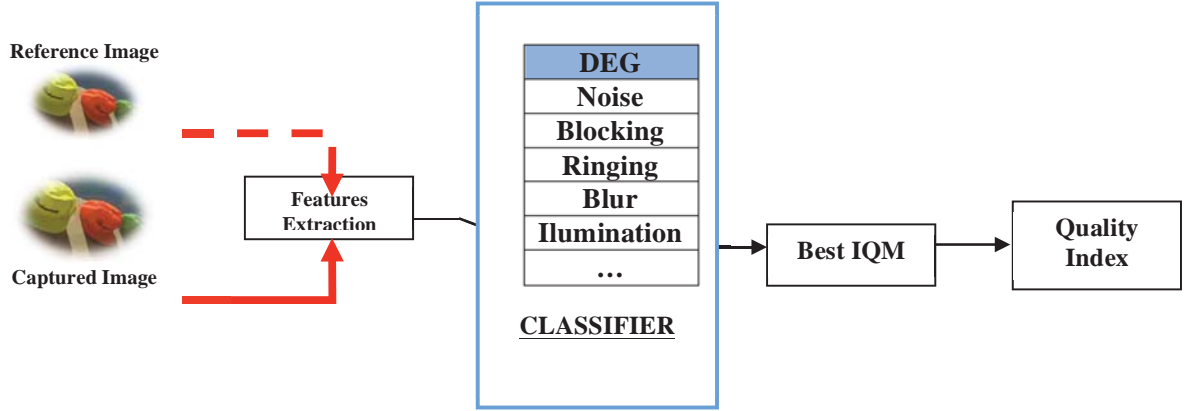 Reference Image
Captured Image
Features
Extraction
DEG
Noise
Blocking
Ringing
Blur
Ilumination
...
CLASSIFIER
Best IQM
Quality
Index